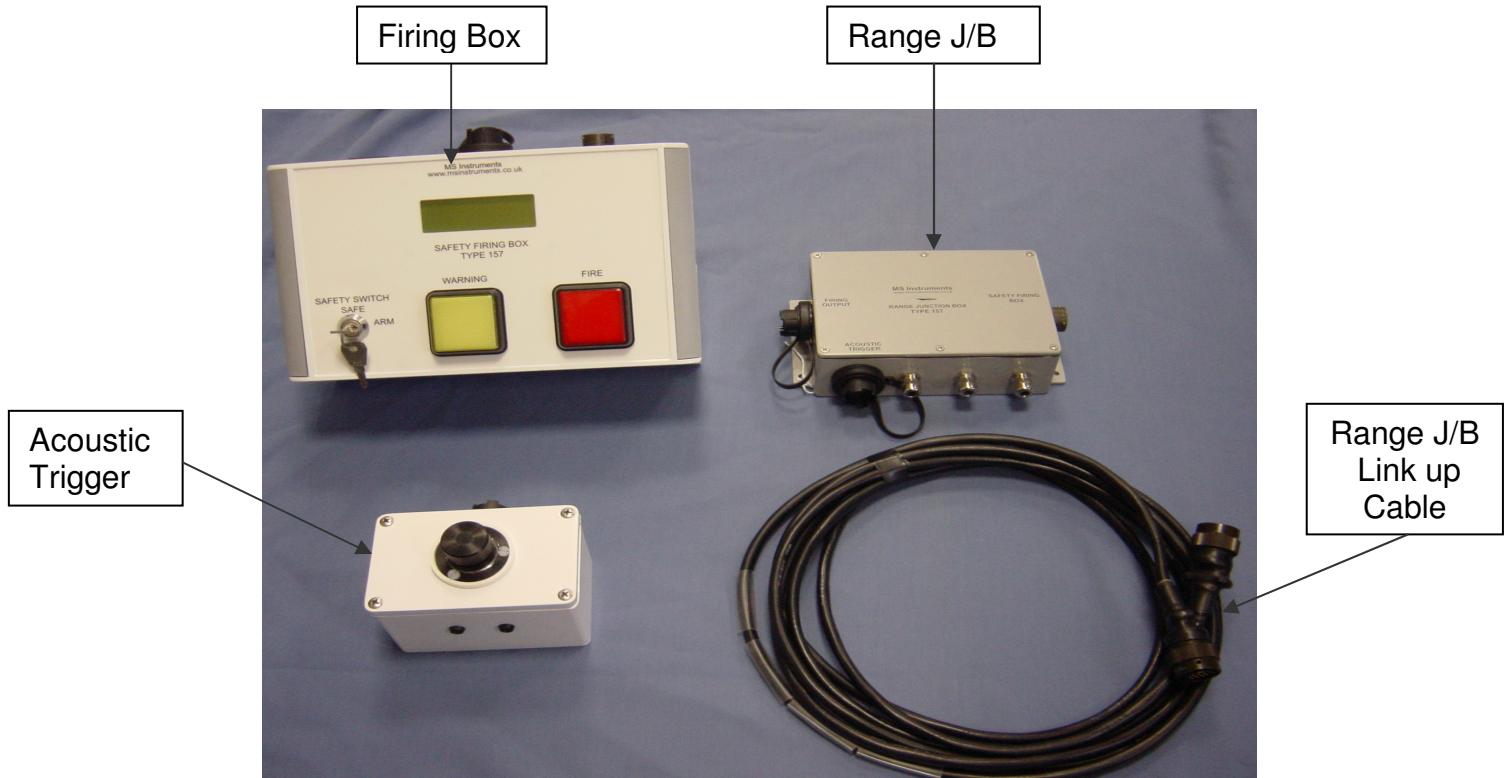 Firing Box
Range J/B
MS Instruments
www.msinstruments.co.uk
SAFETY FIRING BOX
TYPE 157
WARNING
FIRE
SAFETY SWITCH
SAFE
ARM
FIRING
OUTPUT
MS Instruments
RANGE JUNCTION BOX
TYPE 157
SAFETY FIRING
BOX
ACOUSTIC
TRIGGER
Acoustic
Trigger
Range J/B
Link up
Cable